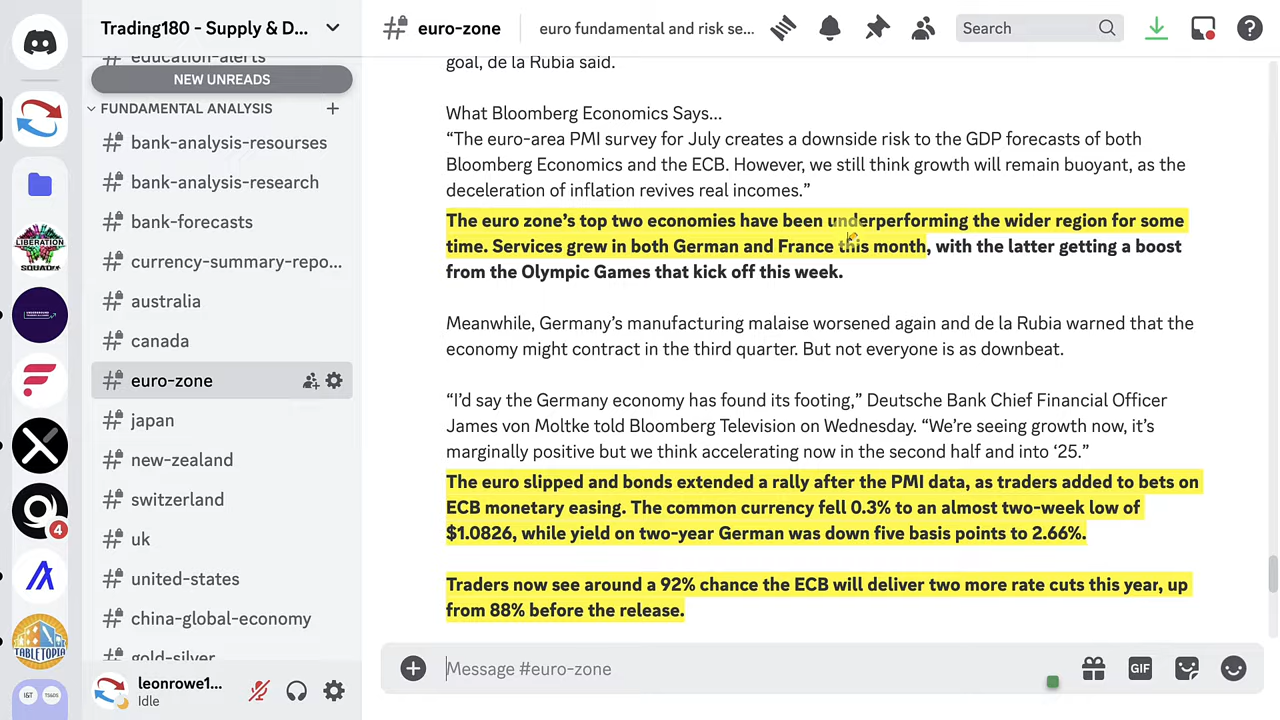 Trading180 - Supply & D...
education-alerts
NEW UNREADS
FUNDAMENTAL ANALYSIS
bank-analysis-resourses
bank-analysis-research
bank-forecasts
currency-summary-repo...
australia
canada
euro-zone
japan
new-zealand
switzerland
uk
united-states
china-global-economy
gold-silver
leonrowe1...
Idle
4
LIBERATION
SQUAD
TABLETOPIA
euro-zone
euro fundamental and risk se...
Search
goal, de la Rubia said.
What Bloomberg Economics Says...
“The euro-area PMI survey for July creates a downside risk to the GDP forecasts of both
Bloomberg Economics and the ECB. However, we still think growth will remain buoyant, as the
deceleration of inflation revives real incomes.”
The euro zone’s top two economies have been underperforming the wider region for some
time. Services grew in both German and France this month, with the latter getting a boost
from the Olympic Games that kick off this week.
Meanwhile, Germany’s manufacturing malaise worsened again and de la Rubia warned that the
economy might contract in the third quarter. But not everyone is as downbeat.
“I’d say the Germany economy has found its footing,” Deutsche Bank Chief Financial Officer
James von Moltke told Bloomberg Television on Wednesday. “We’re seeing growth now, it’s
marginally positive but we think accelerating now in the second half and into ‘25.”
The euro slipped and bonds extended a rally after the PMI data, as traders added to bets on
ECB monetary easing. The common currency fell 0.3% to an almost two-week low of
$1.0826, while yield on two-year German was down five basis points to 2.66%.
Traders now see around a 92% chance the ECB will deliver two more rate cuts this year, up
from 88% before the release.
Message #euro-zone
GIF